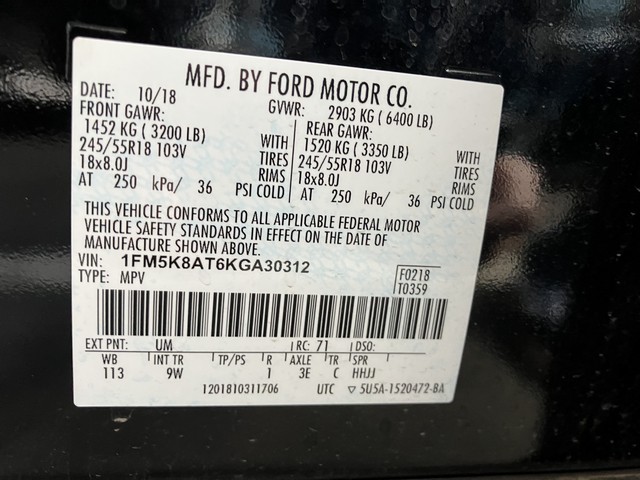 MFD. BY FORD MOTOR CO.
DATE: 10/18 GVWR: 2903 KG ( 6400 LB)
FRONT GAWR: REAR GAWR:
1452 KG ( 3200 LB) WITH 1520 KG ( 3350 LB) WITH
245/55R18 103V TIRES 245/55R18 103V TIRES
18x8.0J RIMS 18x8.0J RIMS
AT 250 kPa/ 36 PSI COLD AT 250 kPa/ 36 PSI COLD
THIS VEHICLE CONFORMS TO ALL APPLICABLE FEDERAL MOTOR
VEHICLE SAFETY STANDARDS IN EFFECT ON THE DATE OF
MANUFACTURE SHOWN ABOVE.
VIN: 1FM5K8AT6KGA30312 F0218
TYPE: MPV T0359
EXT PNT: UM RC: 71 DSO:
WB INT TR TP/PS R AXLE TR SPR
113 9W 1 3E C HHJJ
1201810311706 UTC ▽ 5U5A-1520472-BA